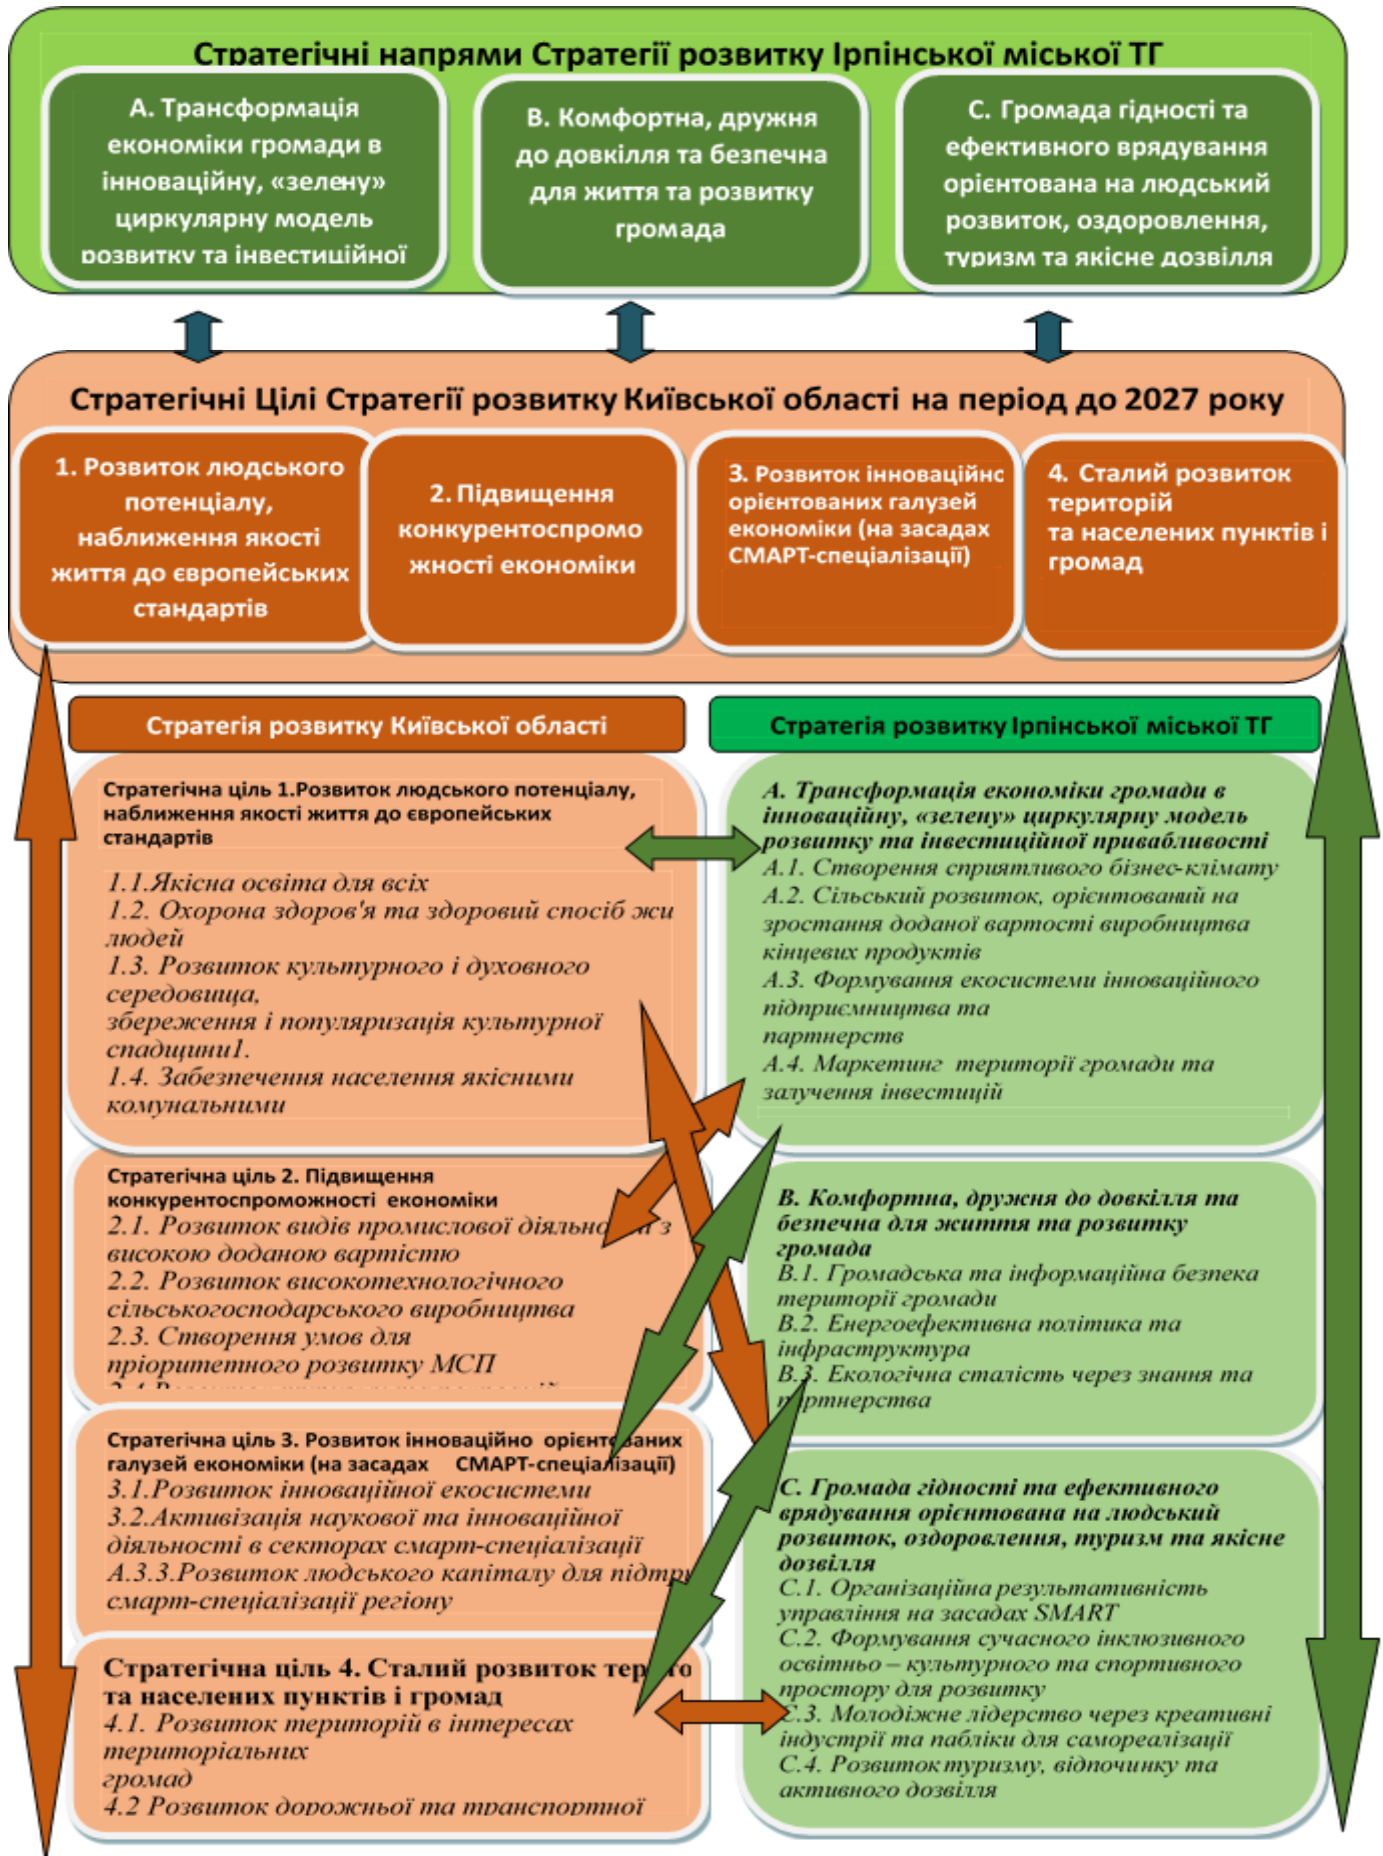 Стратегічні напрями Стратегії розвитку Ірпінської міської ТГ
А. Трансформація
економіки громади в
інноваційну, «зелену»
циркулярну модель
розвитку та інвестиційної
В. Комфортна, дружня
до довкілля та безпечна
для життя та розвитку
громада
С. Громада гідності та
ефективного врядування
орієнтована на людський
розвиток, оздоровлення,
туризм та якісне дозвілля
Стратегічні Цілі Стратегії розвитку Київської області на період до 2027 року
1. Розвиток людського
потенціалу,
наближення якості
життя до європейських
стандартів
2. Підвищення
конкурентоспромо
жності економіки
3. Розвиток інноваційно
орієнтованих галузей
економіки (на засадах
СМАРТ-спеціалізації)
4. Сталий розвиток
територій
та населених пунктів і
громад
Стратегія розвитку Київської області
Стратегічна ціль 1.Розвиток людського потенціалу,
наближення якості життя до європейських
стандартів
1.1.Якісна освіта для всіх
1.2. Охорона здоров'я та здоровий спосіб жи
людей
1.3. Розвиток культурного і духовного
середовища,
збереження і популяризація культурної
спадщини1.
1.4. Забезпечення населення якісними
комунальними
Стратегічна ціль 2. Підвищення
конкурентоспроможності економіки
2.1. Розвиток видів промислової діяльності з
високою доданою вартістю
2.2. Розвиток високотехнологічного
сільськогосподарського виробництва
2.3. Створення умов для
пріоритетного розвитку МСП
Стратегічна ціль 3. Розвиток інноваційно орієнтованих
галузей економіки (на засадах СМАРТ-спеціалізації)
3.1.Розвиток інноваційної екосистеми
3.2.Активізація наукової та інноваційної
діяльності в секторах смарт-спеціалізації
А.3.3.Розвиток людського капіталу для підтри
смарт-спеціалізації регіону
Стратегічна ціль 4. Сталий розвиток терито
та населених пунктів і громад
4.1. Розвиток територій в інтересах
територіальних
громад
4.2 Розвиток дорожньої та транспортної
Стратегія розвитку Ірпінської міської ТГ
А. Трансформація економіки громади в
інноваційну, «зелену» циркулярну модель
розвитку та інвестиційної привабливості
А.1. Створення сприятливого бізнес-клімату
А.2. Сільський розвиток, орієнтований на
зростання доданої вартості виробництва
кінцевих продуктів
А.3. Формування екосистеми інноваційного
підприємництва та
партнерств
А.4. Маркетинг території громади та
залучення інвестицій
В. Комфортна, дружня до довкілля та
безпечна для життя та розвитку
громада
В.1. Громадська та інформаційна безпека
території громади
В.2. Енергоефективна політика та
інфраструктура
В.3. Екологічна сталість через знання та
партнерства
С. Громада гідності та ефективного
врядування орієнтована на людський
розвиток, оздоровлення, туризм та якісне
дозвілля
С.1. Організаційна результативність
управління на засадах SMART
С.2. Формування сучасного інклюзивного
освітньо – культурного та спортивного
простору для розвитку
С.3. Молодіжне лідерство через креативні
індустрії та пабліки для самореалізації
С.4. Розвиток туризму, відпочинку та
активного дозвілля